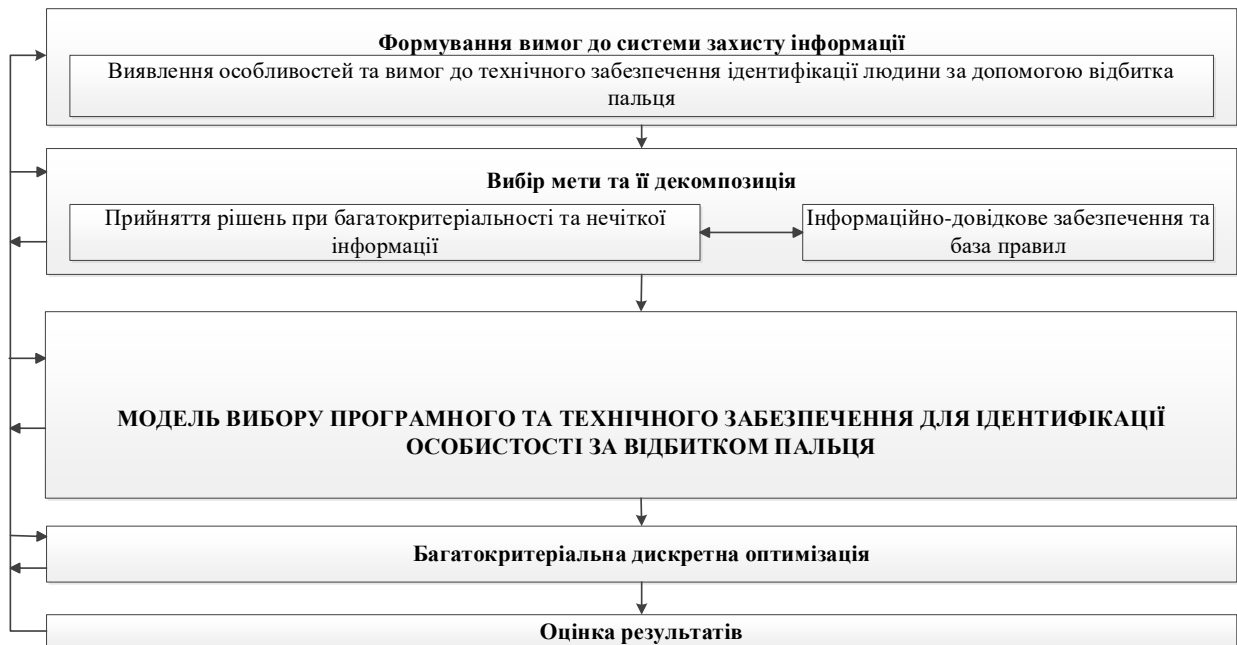 Формування вимог до системи захисту інформації
Виявлення особливостей та вимог до технічного забезпечення ідентифікації людини за допомогою відбитка
пальця
Вибір мети та її декомпозиція
Прийняття рішень при багатокритеріальності та нечіткої
інформації
Інформаційно-довідкове забезпечення та
база правил
МОДЕЛЬ ВИБОРУ ПРОГРАМНОГО ТА ТЕХНІЧНОГО ЗАБЕЗПЕЧЕННЯ ДЛЯ ІДЕНТИФІКАЦІЇ
ОСОБИСТОСТІ ЗА ВІДБИТКОМ ПАЛЬЦЯ
Багатокритеріальна дискретна оптимізація
Оцінка результатів